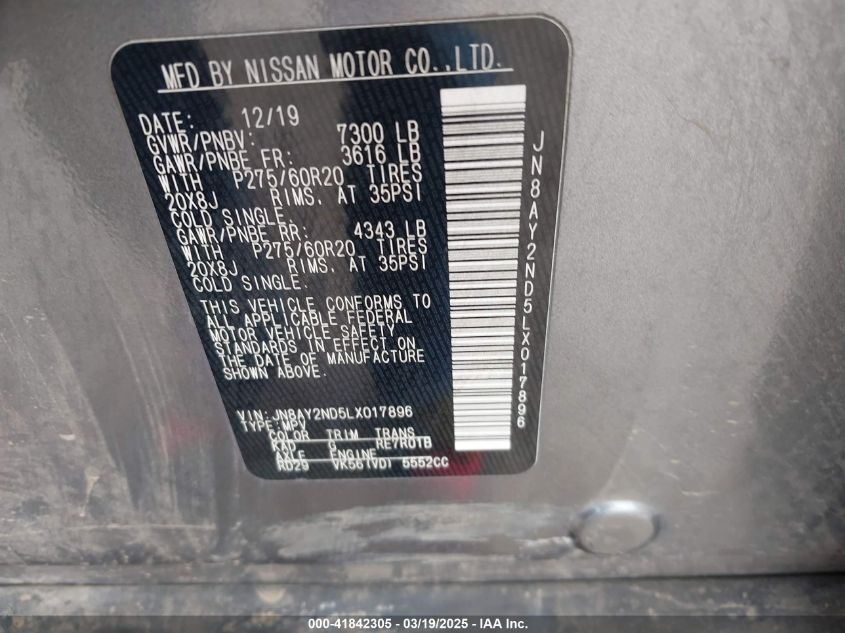 MFD BY NISSAN MOTOR CO.,LTD.
DATE: 12/19
GVWR/PNBV: 7300 LB
GAWR/PNBE FR: 3616 LB
WITH P275/60R20 TIRES
20X8J RIMS, AT 35PSI
COLD SINGLE.
GAWR/PNBE RR: 4343 LB
WITH P275/60R20 TIRES
20X8J RIMS, AT 35PSI
COLD SINGLE.
THIS VEHICLE CONFORMS TO
ALL APPLICABLE FEDERAL
MOTOR VEHICLE SAFETY
STANDARDS IN EFFECT ON
THE DATE OF MANUFACTURE
SHOWN ABOVE.
VIN: JN8AY2ND5LX017896
TYPE: MPV
COLOR TRIM TRANS
KAD G RE7R01B
AXLE ENGINE
RD29 VK56(VD) 5552CC
JN8AY2ND5LX017896
000-41842305 - 03/19/2025 - IAA Inc.